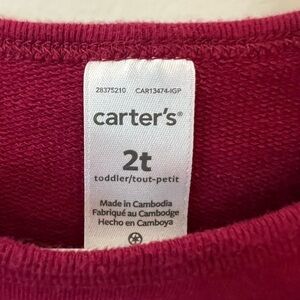 28375210 CAR13474-IGP
carter's®
2t
toddler/tout-petit
Made in Cambodia
Fabriqué au Cambodge
Hecho en Camboya